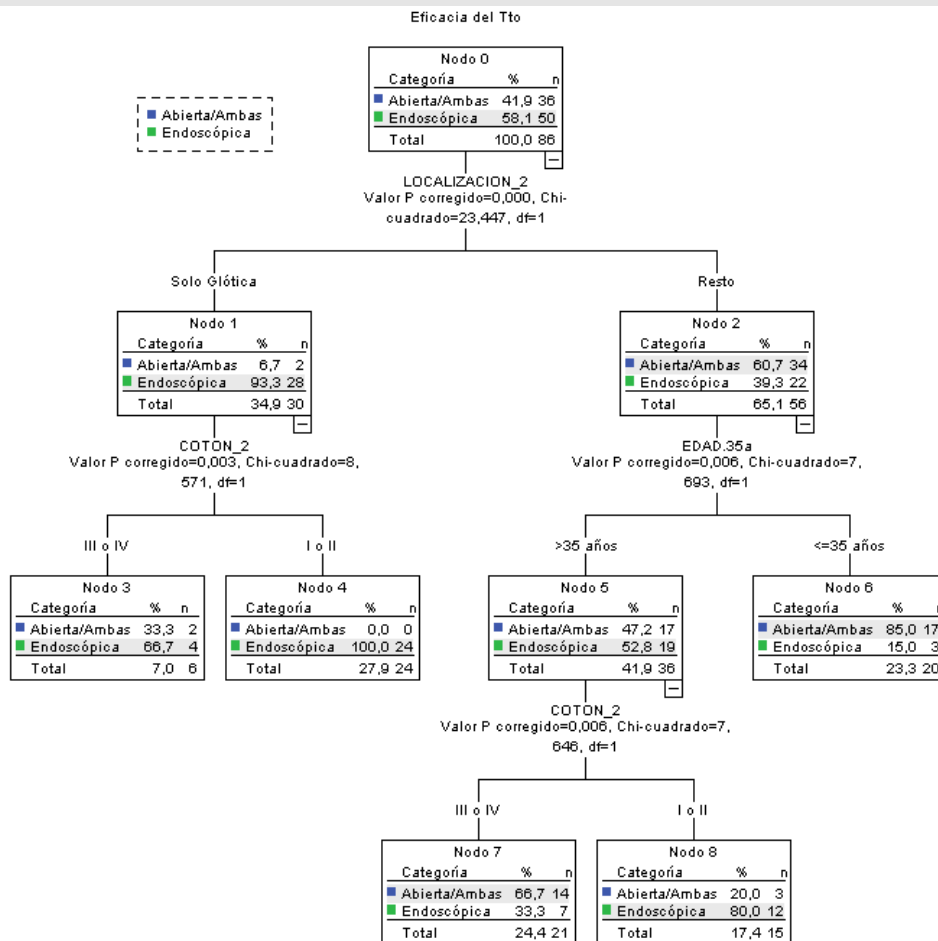 Eficacia del Tto
Abierta/Ambas
Endoscópica
Nodo 0
Categoría % n
Abierta/Ambas 41,9 36
Endoscópica 58,1 50
Total 100,0 86
LOCALIZACION_2
Valor P corregido=0,000, Chi-
cuadrado=23,447, df=1
Solo Glótica
Resto
Nodo 1
Categoría % n
Abierta/Ambas 6,7 2
Endoscópica 93,3 28
Total 34,9 30
Nodo 2
Categoría % n
Abierta/Ambas 60,7 34
Endoscópica 39,3 22
Total 65,1 56
COTON_2
Valor P corregido=0,003, Chi-cuadrado=8,
571, df=1
EDAD.35a
Valor P corregido=0,006, Chi-cuadrado=7,
693, df=1
III o IV
I o II
>35 años
<=35 años
Nodo 3
Categoría % n
Abierta/Ambas 33,3 2
Endoscópica 66,7 4
Total 7,0 6
Nodo 4
Categoría % n
Abierta/Ambas 0,0 0
Endoscópica 100,0 24
Total 27,9 24
Nodo 5
Categoría % n
Abierta/Ambas 47,2 17
Endoscópica 52,8 19
Total 41,9 36
Nodo 6
Categoría % n
Abierta/Ambas 85,0 17
Endoscópica 15,0 3
Total 23,3 20
COTON_2
Valor P corregido=0,006, Chi-cuadrado=7,
646, df=1
III o IV
I o II
Nodo 7
Categoría % n
Abierta/Ambas 66,7 14
Endoscópica 33,3 7
Total 24,4 21
Nodo 8
Categoría % n
Abierta/Ambas 20,0 3
Endoscópica 80,0 12
Total 17,4 15